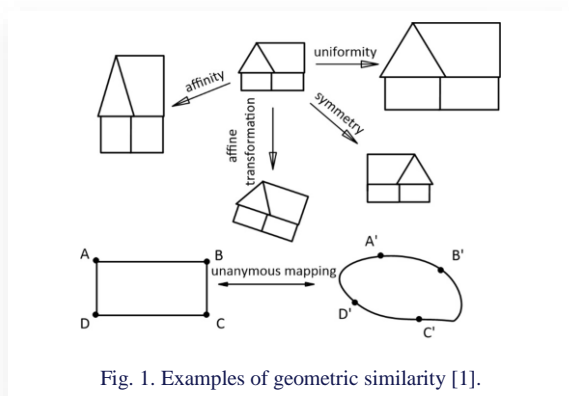 uniformity
affinity
symmetry
affine
transformation
A
B
unanymous mapping
D
C
A'
B'
D'
C'
Fig. 1. Examples of geometric similarity [1].